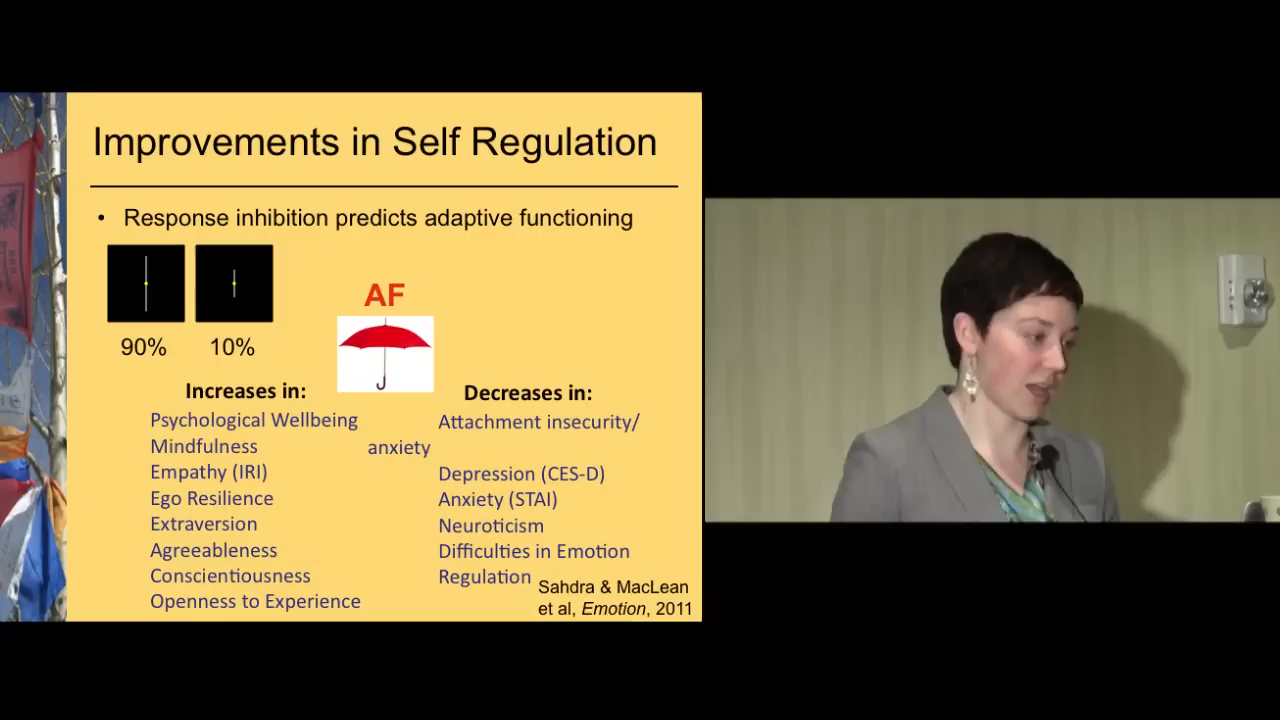 Improvements in Self Regulation
• Response inhibition predicts adaptive functioning
90%
10%
AF
Increases in:
Psychological Wellbeing
Mindfulness
Empathy (IRI)
Ego Resilience
Extraversion
Agreeableness
Conscientiousness
Openness to Experience
Decreases in:
Attachment insecurity/
anxiety
Depression (CES-D)
Anxiety (STAI)
Neuroticism
Difficulties in Emotion
Regulation
Sahdra & MacLean
et al, Emotion, 2011